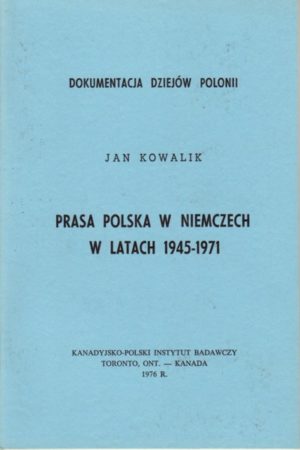 DOKUMENTACJA DZIEJÓW POLONII
JAN KOWALIK
PRASA POLSKA W NIEMCZECH
W LATACH 1945-1971
KANADYJSKO-POLSKI INSTYTUT BADAWCZY
TORONTO, ONT. — KANADA
1976 R.